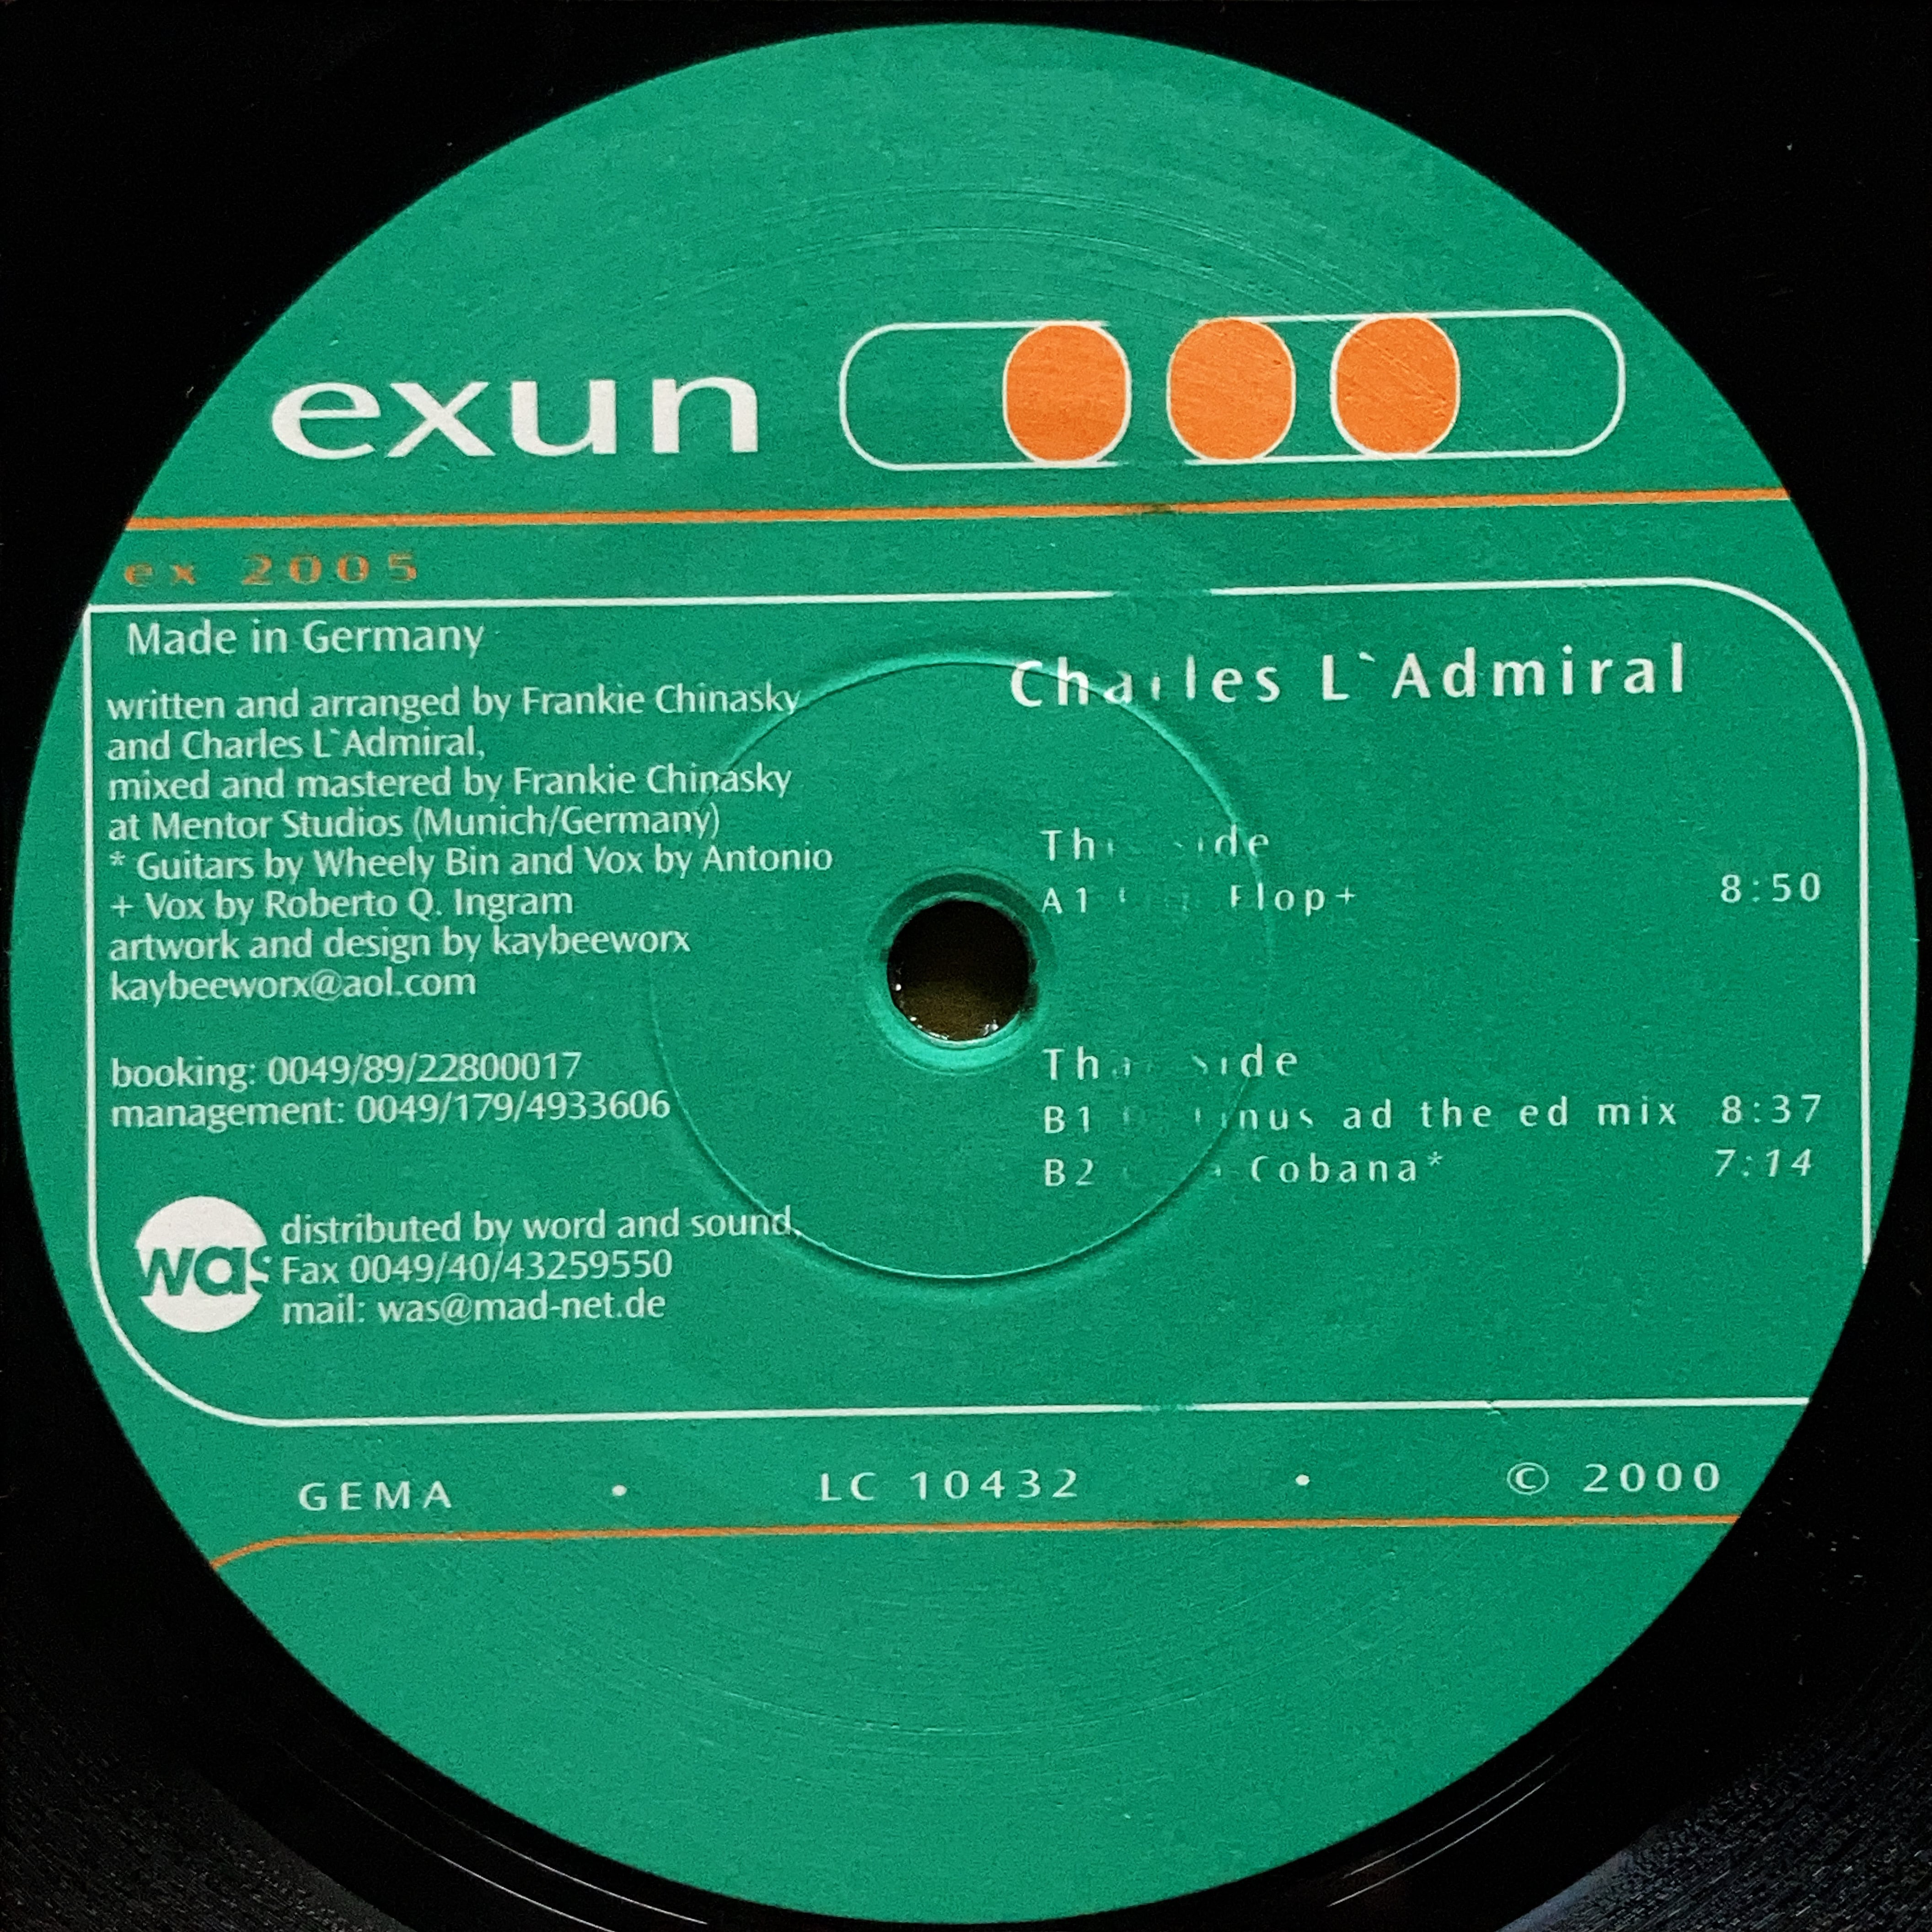 exun
ex 2005
Made in Germany
written and arranged by Frankie Chinasky
and Charles L`Admiral,
mixed and mastered by Frankie Chinasky
at Mentor Studios (Munich/Germany)
* Guitars by Wheely Bin and Vox by Antonio
+ Vox by Roberto Q. Ingram
artwork and design by kaybeeworx
kaybeeworx@aol.com
booking: 0049/89/22800017
management: 0049/179/4933606
was
distributed by word and sound,
Fax 0049/40/43259550
mail: was@mad-net.de
Charles L`Admiral
This side
A1 Flop+ 8:50
That side
B1 ad the ed mix 8:37
B2 Cobana* 7:14
GEMA • LC 10432 • © 2000